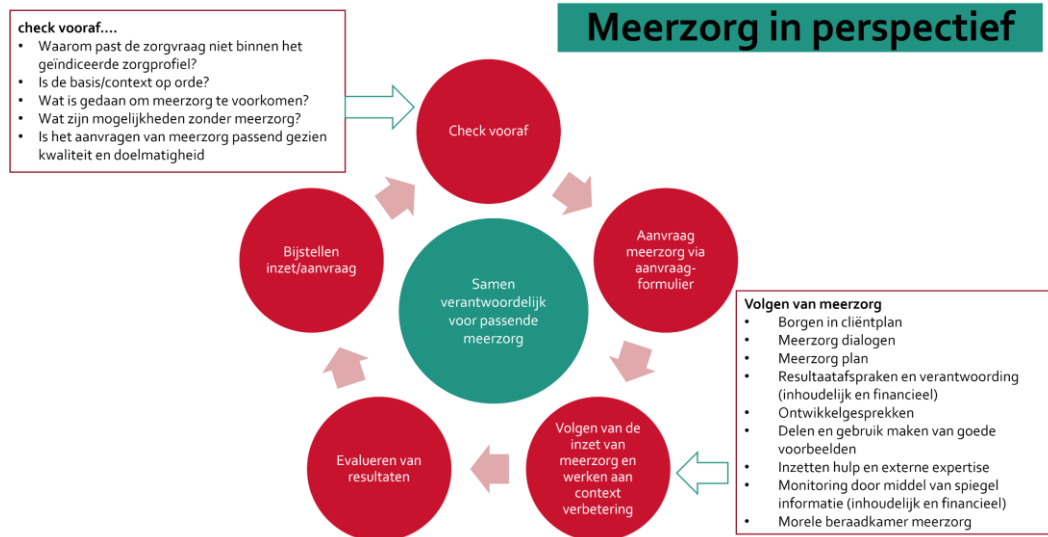 Meerzorg in perspectief
check vooraf....
• Waarom past de zorgvraag niet binnen het
geïndiceerde zorgprofiel?
• Is de basis/context op orde?
• Wat is gedaan om meerzorg te voorkomen?
• Wat zijn mogelijkheden zonder meerzorg?
• Is het aanvragen van meerzorg passend gezien
kwaliteit en doelmatigheid
Check vooraf
Aanvraag
meerzorg via
aanvraag-
formulier
Bijstellen
inzet/aanvraag
Samen
verantwoordelijk
voor passende
meerzorg
Volgen van meerzorg
• Borgen in cliëntplan
• Meerzorg dialogen
• Meerzorg plan
• Resultaatafspraken en verantwoording
(inhoudelijk en financieel)
• Ontwikkelgesprekken
• Delen en gebruik maken van goede
voorbeelden
• Inzetten hulp en externe expertise
• Monitoring door middel van spiegel
informatie (inhoudelijk en financieel)
• Morele beraadkamer meerzorg
Volgen van de
inzet van
meerzorg en
werken aan
context
verbetering
Evalueren van
resultaten